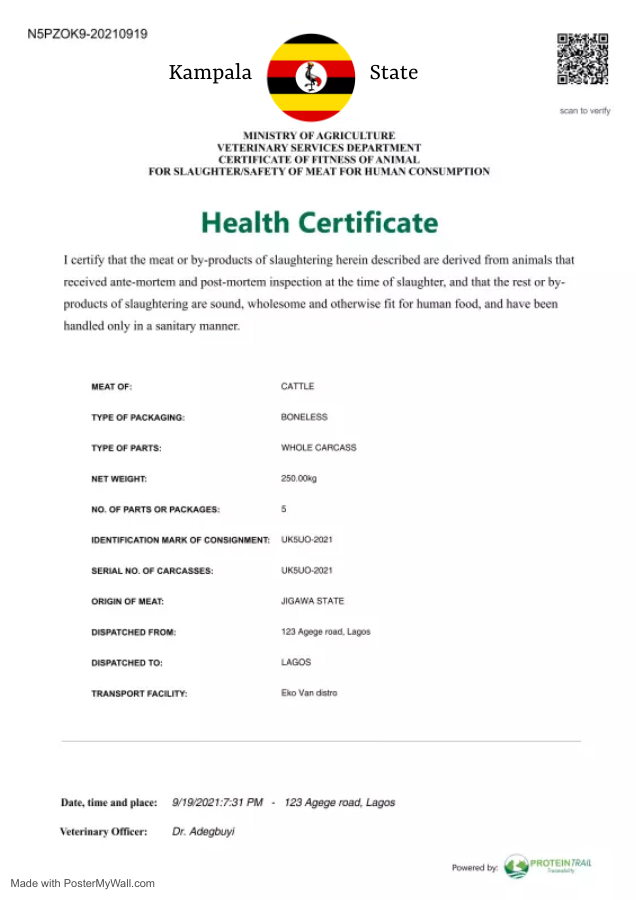 N5PZOK9-20210919
Kampala State
scan to verify
MINISTRY OF AGRICULTURE
VETERINARY SERVICES DEPARTMENT
CERTIFICATE OF FITNESS OF ANIMAL
FOR SLAUGHTER/SAFETY OF MEAT FOR HUMAN CONSUMPTION
Health Certificate
I certify that the meat or by-products of slaughtering herein described are derived from animals that
received ante-mortem and post-mortem inspection at the time of slaughter, and that the rest or by-
products of slaughtering are sound, wholesome and otherwise fit for human food, and have been
handled only in a sanitary manner.
MEAT OF: CATTLE
TYPE OF PACKAGING: BONELESS
TYPE OF PARTS: WHOLE CARCASS
NET WEIGHT: 250.00kg
NO. OF PARTS OR PACKAGES: 5
IDENTIFICATION MARK OF CONSIGNMENT: UK5UO-2021
SERIAL NO. OF CARCASSES: UK5UO-2021
ORIGIN OF MEAT: JIGAWA STATE
DISPATCHED FROM: 123 Agege road, Lagos
DISPATCHED TO: LAGOS
TRANSPORT FACILITY: Eko Van distro
Date, time and place: 9/19/2021:7:31 PM - 123 Agege road, Lagos
Veterinary Officer: Dr. Adegbuyi
Powered by: PROTEINTRAIL
Traceability
Made with PosterMyWall.com